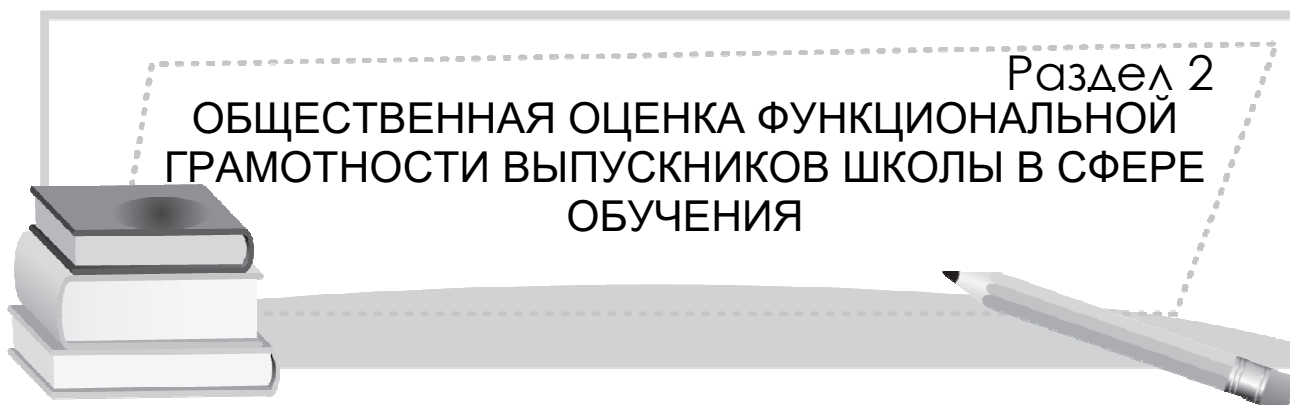 Раздел 2
ОБЩЕСТВЕННАЯ ОЦЕНКА ФУНКЦИОНАЛЬНОЙ
ГРАМОТНОСТИ ВЫПУСКНИКОВ ШКОЛЫ В СФЕРЕ
ОБУЧЕНИЯ